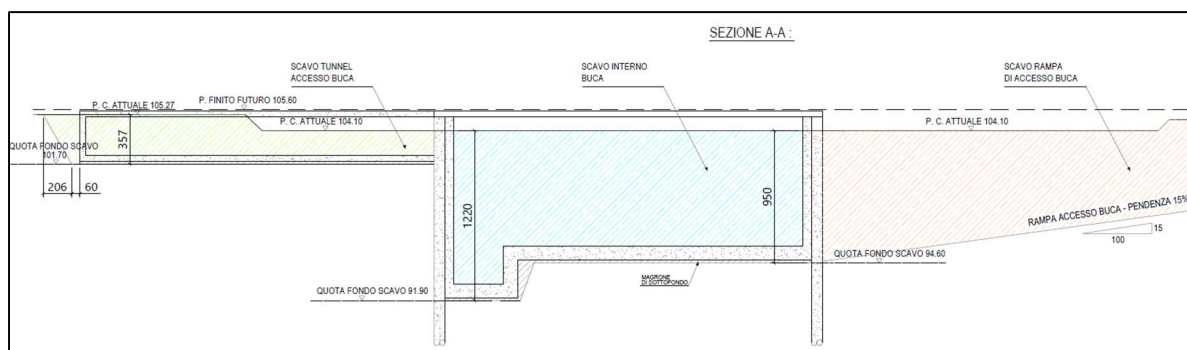 SEZIONE A-A :
SCAVO TUNNEL
ACCESSO BUCA
SCAVO INTERNO
BUCA
SCAVO RAMPA
DI ACCESSO BUCA
P. C. ATTUALE 105.27
P. FINITO FUTURO 105.60
P. C. ATTUALE 104.10
P. C. ATTUALE 104.10
357
QUOTA FONDO SCAVO
101.70
206
60
1220
950
RAMPA ACCESSO BUCA - PENDENZA 15%
15
100
QUOTA FONDO SCAVO 94.60
MAGRONE
DI SOTTOFONDO
QUOTA FONDO SCAVO 91.90